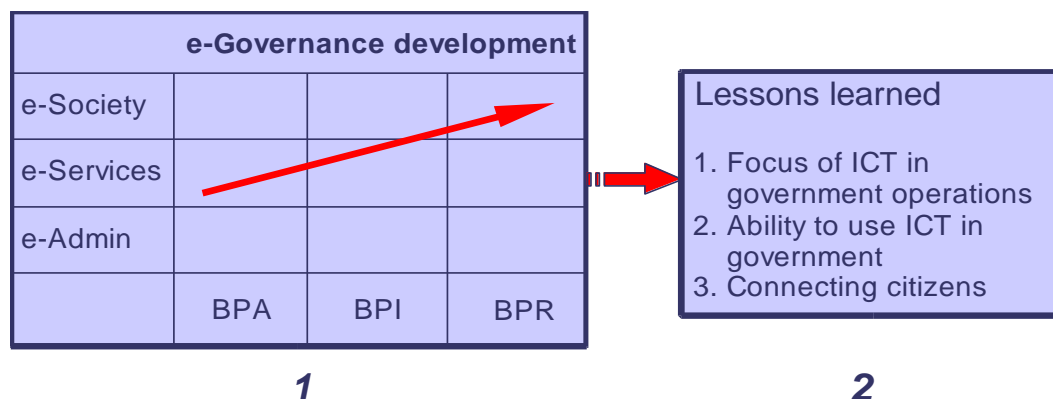 e-Governance development
e-Society
e-Services
e-Admin
BPA BPI BPR
1
Lessons learned
1. Focus of ICT in
government operations
2. Ability to use ICT in
government
3. Connecting citizens
2